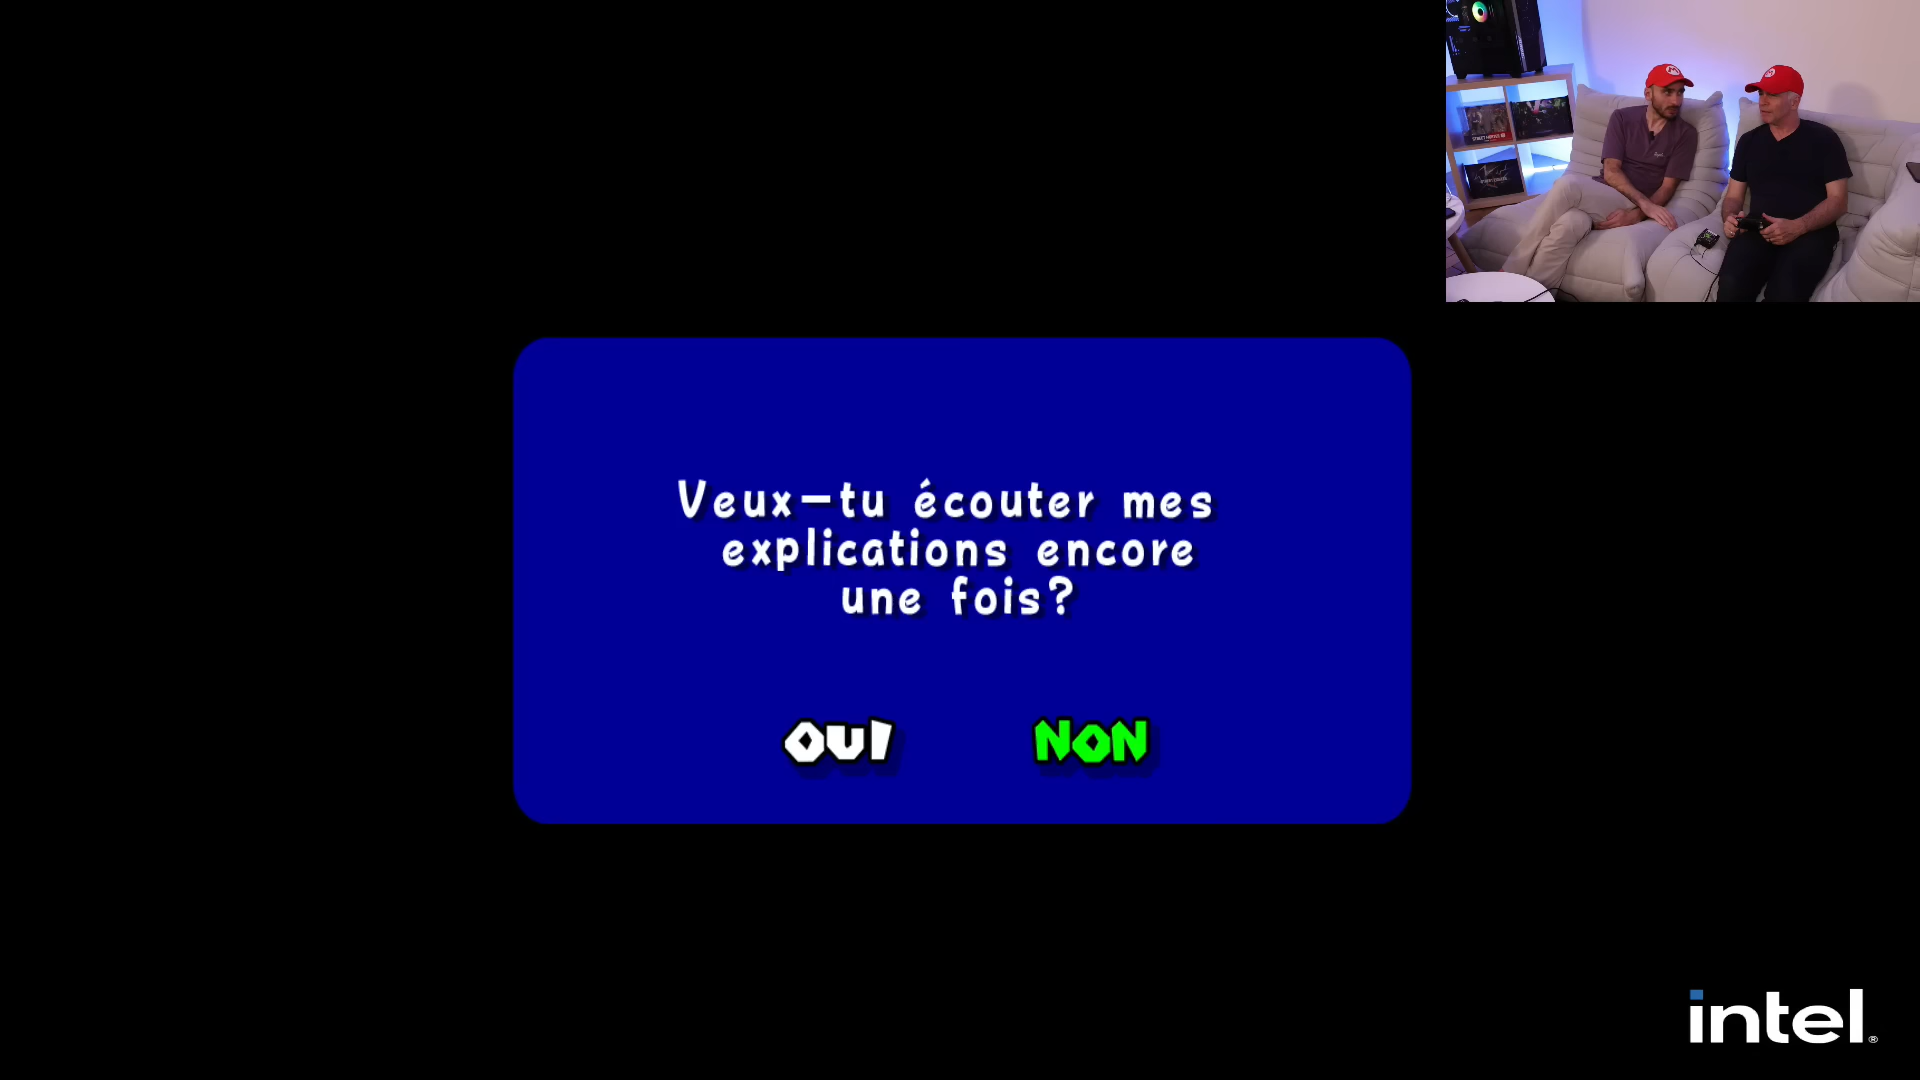 Veux-tu écouter mes
explications encore
une fois?
OUI
NON
intel®